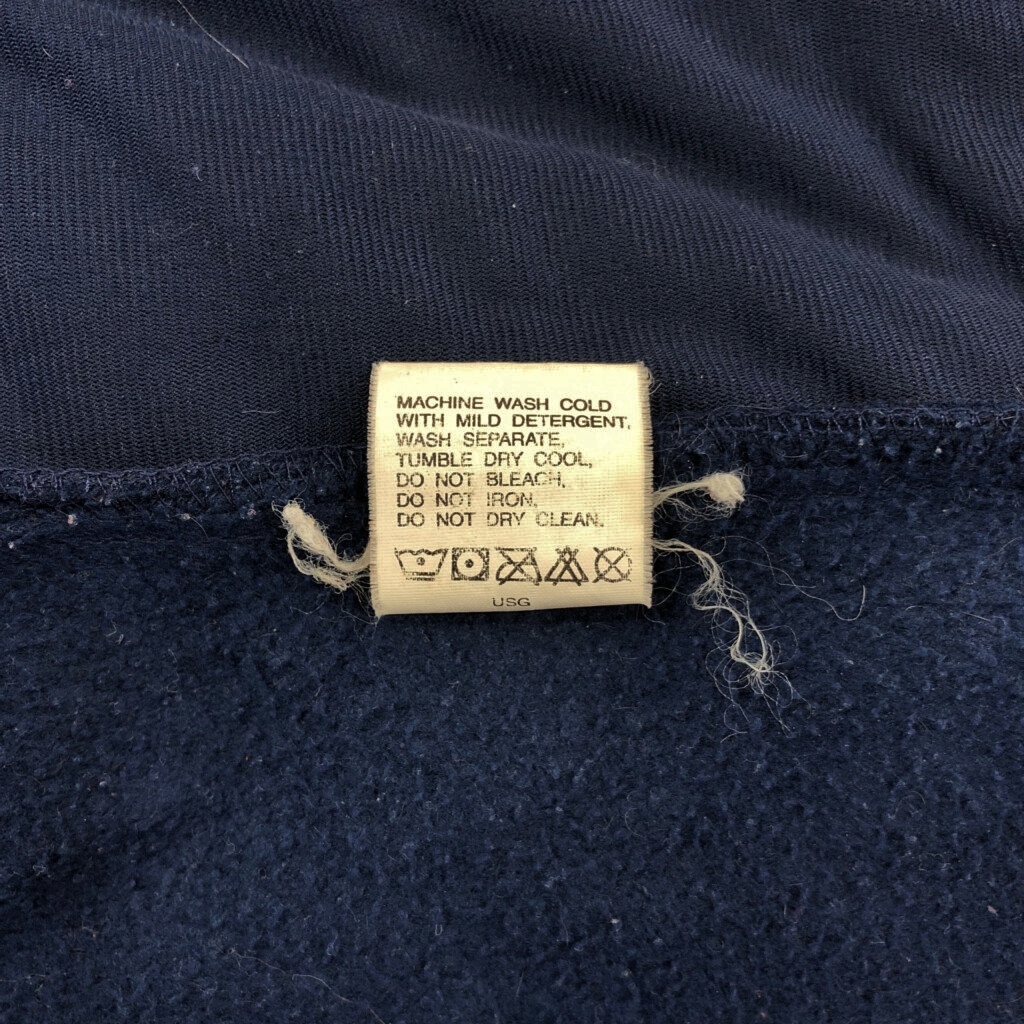 MACHINE WASH COLD
WITH MILD DETERGENT,
WASH SEPARATE,
TUMBLE DRY COOL,
DO NOT BLEACH,
DO NOT IRON,
DO NOT DRY CLEAN.
USG